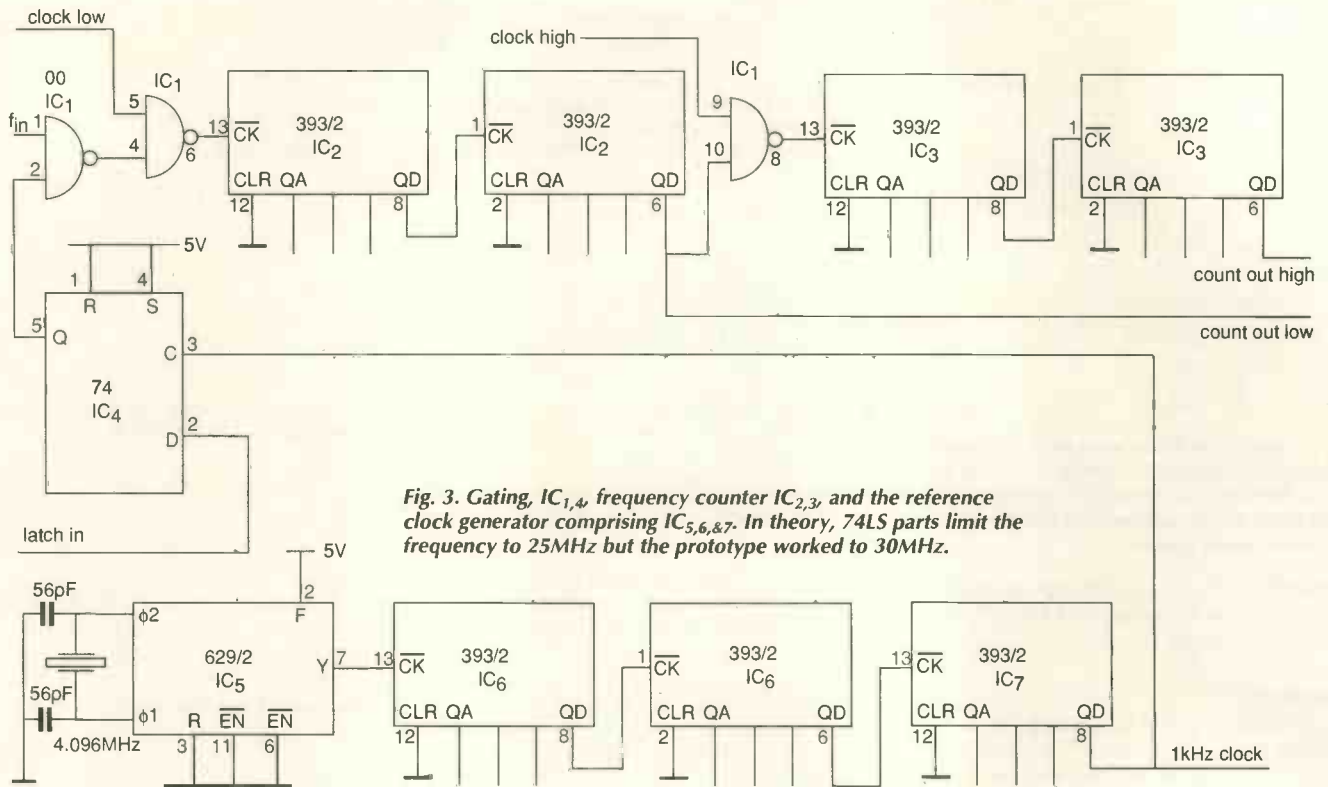 clock low
clock high
00
IC1
IC1
IC1
fin 1
2
5
4
6
13 CK
393/2
IC2
CLR QA QD
12
8
1 CK
393/2
IC2
CLR QA QD
2
6
9
10
8
13 CK
393/2
IC3
CLR QA QD
12
8
1 CK
393/2
IC3
CLR QA QD
2
6
count out high
count out low
5V
1
4
R
S
5
Q
C
3
74
IC4
D
2
latch in
Fig. 3. Gating, IC1,4, frequency counter IC2,3, and the reference
clock generator comprising IC5,6,&7. In theory, 74LS parts limit the
frequency to 25MHz but the prototype worked to 30MHz.
5V
56pF
56pF
4.096MHz
ϕ2
ϕ1
2
F
629/2
IC5
Y 7
R EN EN
3 11 6
13 CK
393/2
IC6
CLR QA QD
12
8
1 CK
393/2
IC6
CLR QA QD
2
6
13 CK
393/2
IC7
CLR QA QD
12
8
1kHz clock